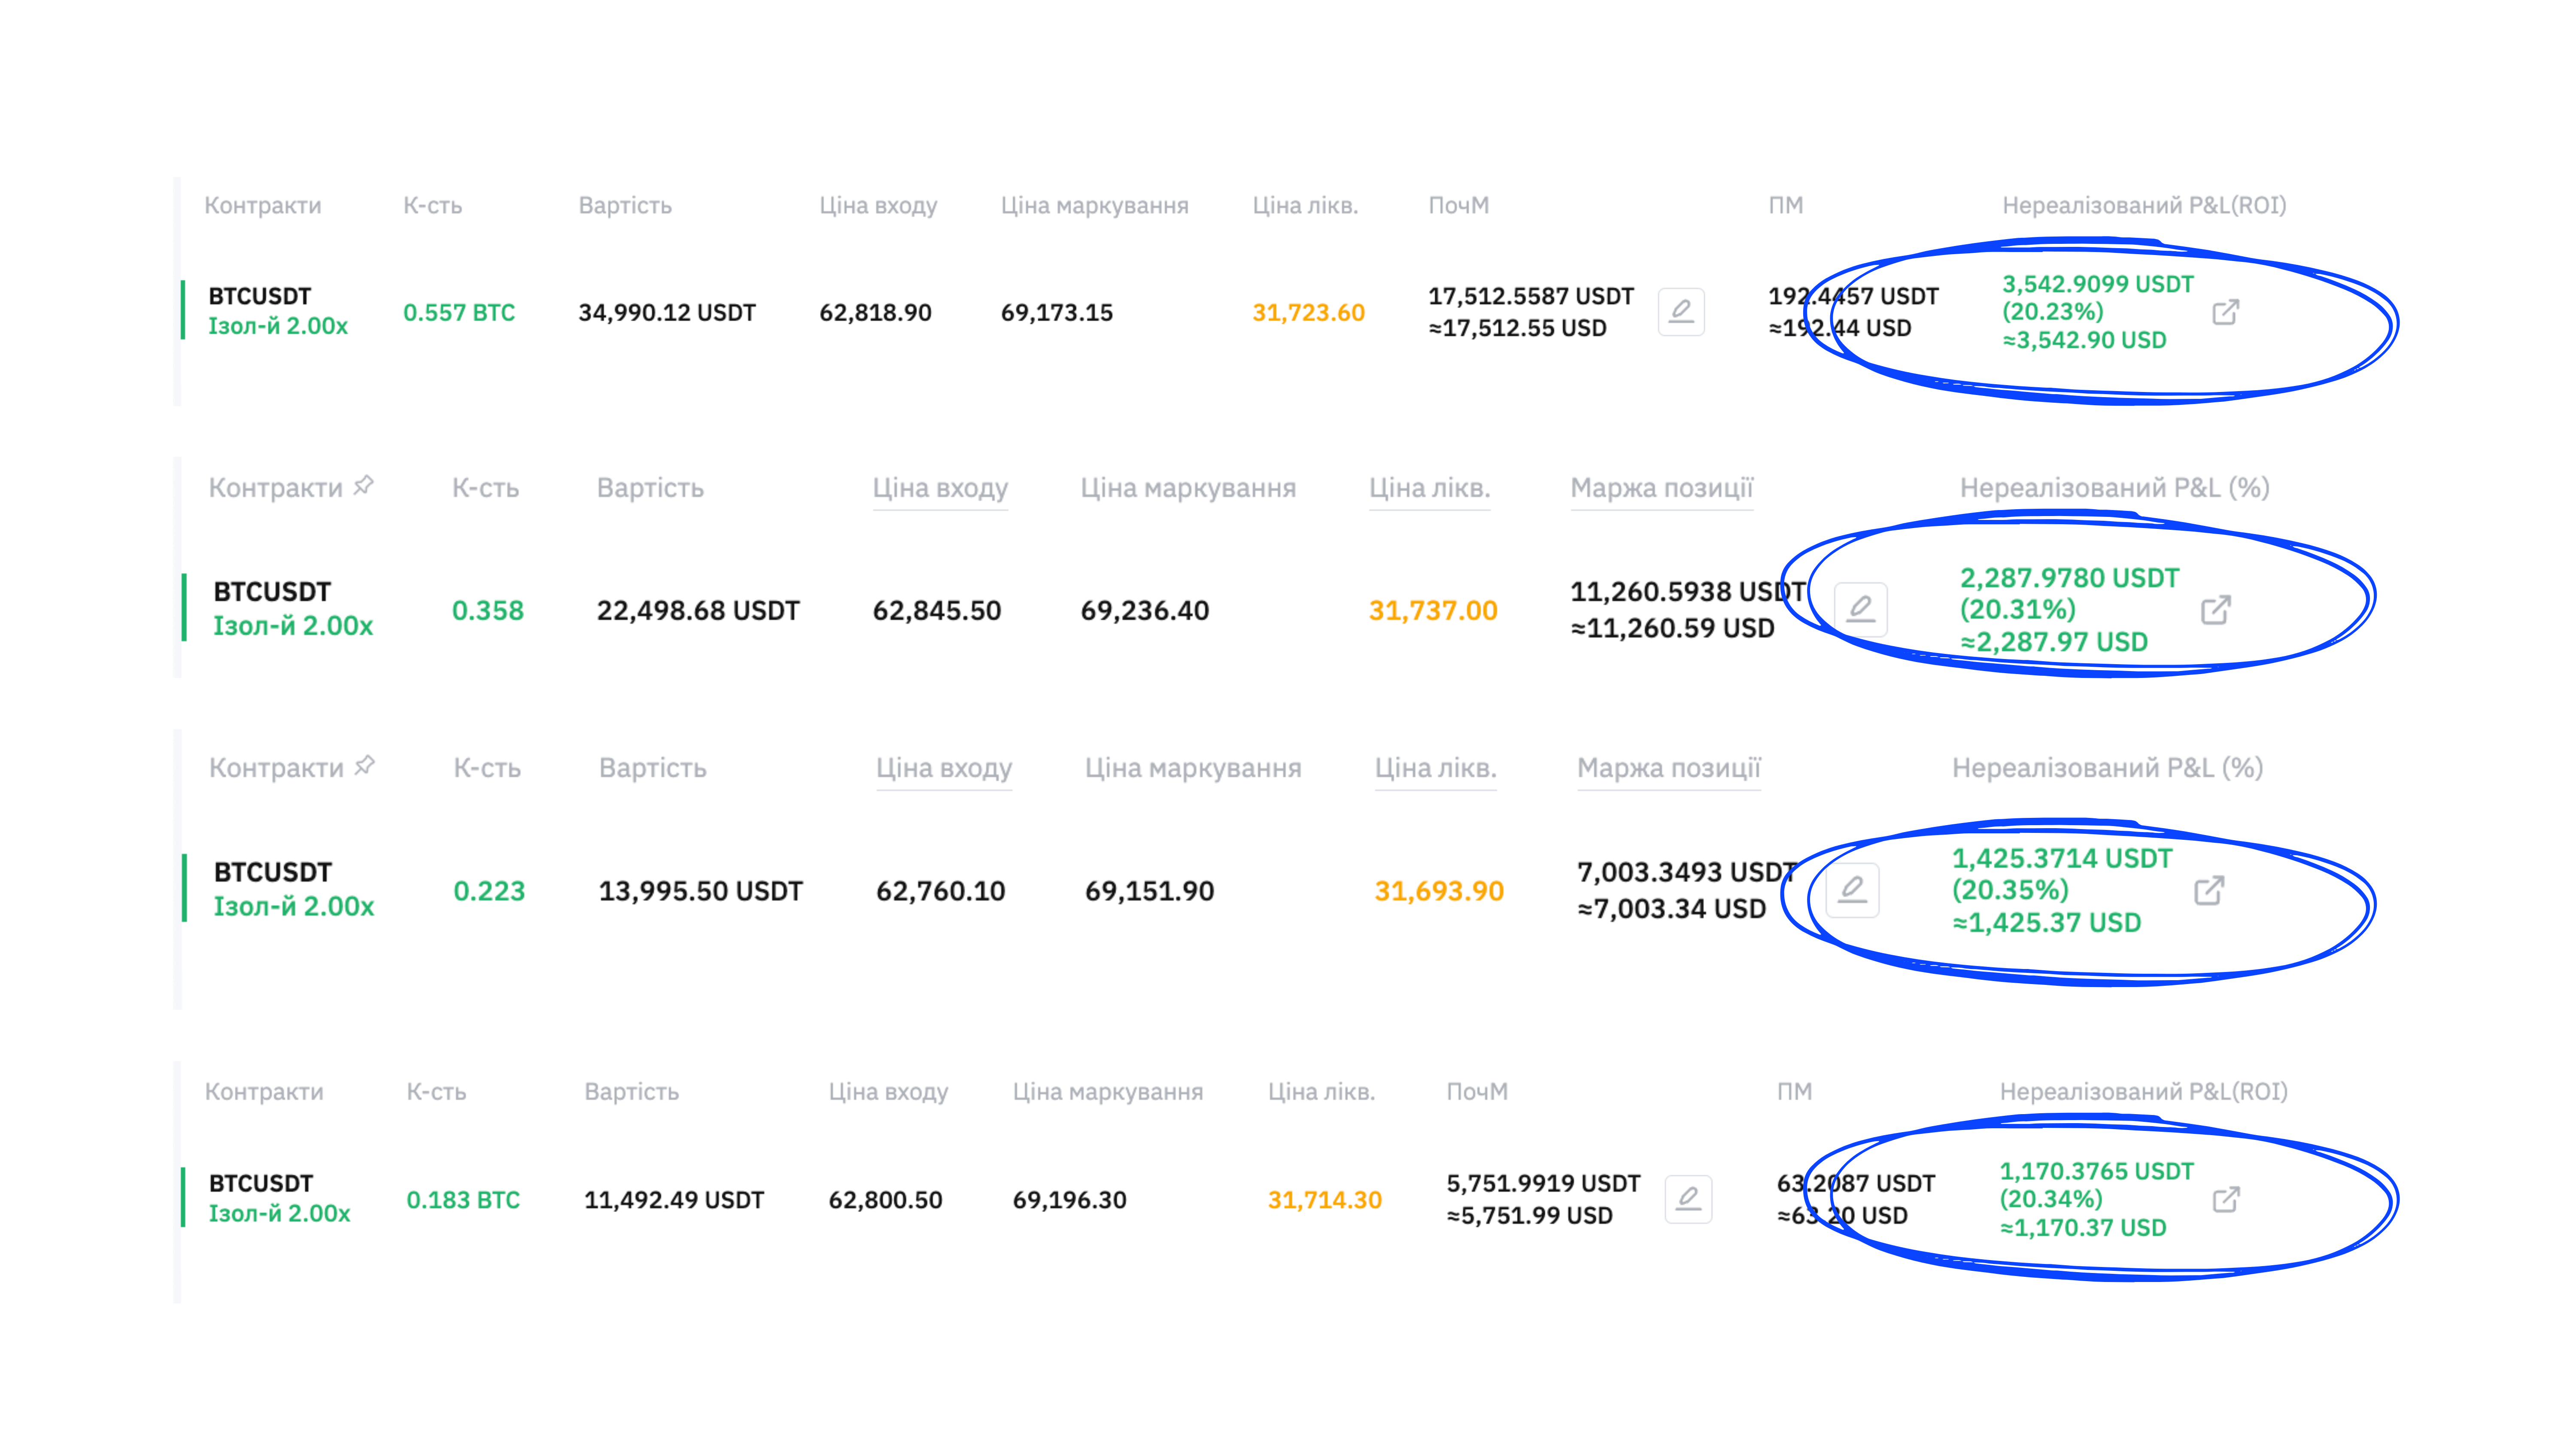 Контракти К-сть Вартість Ціна входу Ціна маркування Ціна лікв. ПочМ ПМ Нереалізований P&L(ROI)
BTCUSDT
Ізол-й 2.00x
0.557 BTC
34,990.12 USDT
62,818.90
69,173.15
31,723.60
17,512.5587 USDT
≈17,512.55 USD
192.4457 USDT
≈192.44 USD
3,542.9099 USDT
(20.23%)
≈3,542.90 USD
Контракти К-сть Вартість Ціна входу Ціна маркування Ціна лікв. Маржа позиції Нереалізований P&L (%)
BTCUSDT
Ізол-й 2.00x
0.358
22,498.68 USDT
62,845.50
69,236.40
31,737.00
11,260.5938 USDT
≈11,260.59 USD
2,287.9780 USDT
(20.31%)
≈2,287.97 USD
Контракти К-сть Вартість Ціна входу Ціна маркування Ціна лікв. Маржа позиції Нереалізований P&L (%)
BTCUSDT
Ізол-й 2.00x
0.223
13,995.50 USDT
62,760.10
69,151.90
31,693.90
7,003.3493 USDT
≈7,003.34 USD
1,425.3714 USDT
(20.35%)
≈1,425.37 USD
Контракти К-сть Вартість Ціна входу Ціна маркування Ціна лікв. ПочМ ПМ Нереалізований P&L(ROI)
BTCUSDT
Ізол-й 2.00x
0.183 BTC
11,492.49 USDT
62,800.50
69,196.30
31,714.30
5,751.9919 USDT
≈5,751.99 USD
63.2087 USDT
≈63.20 USD
1,170.3765 USDT
(20.34%)
≈1,170.37 USD